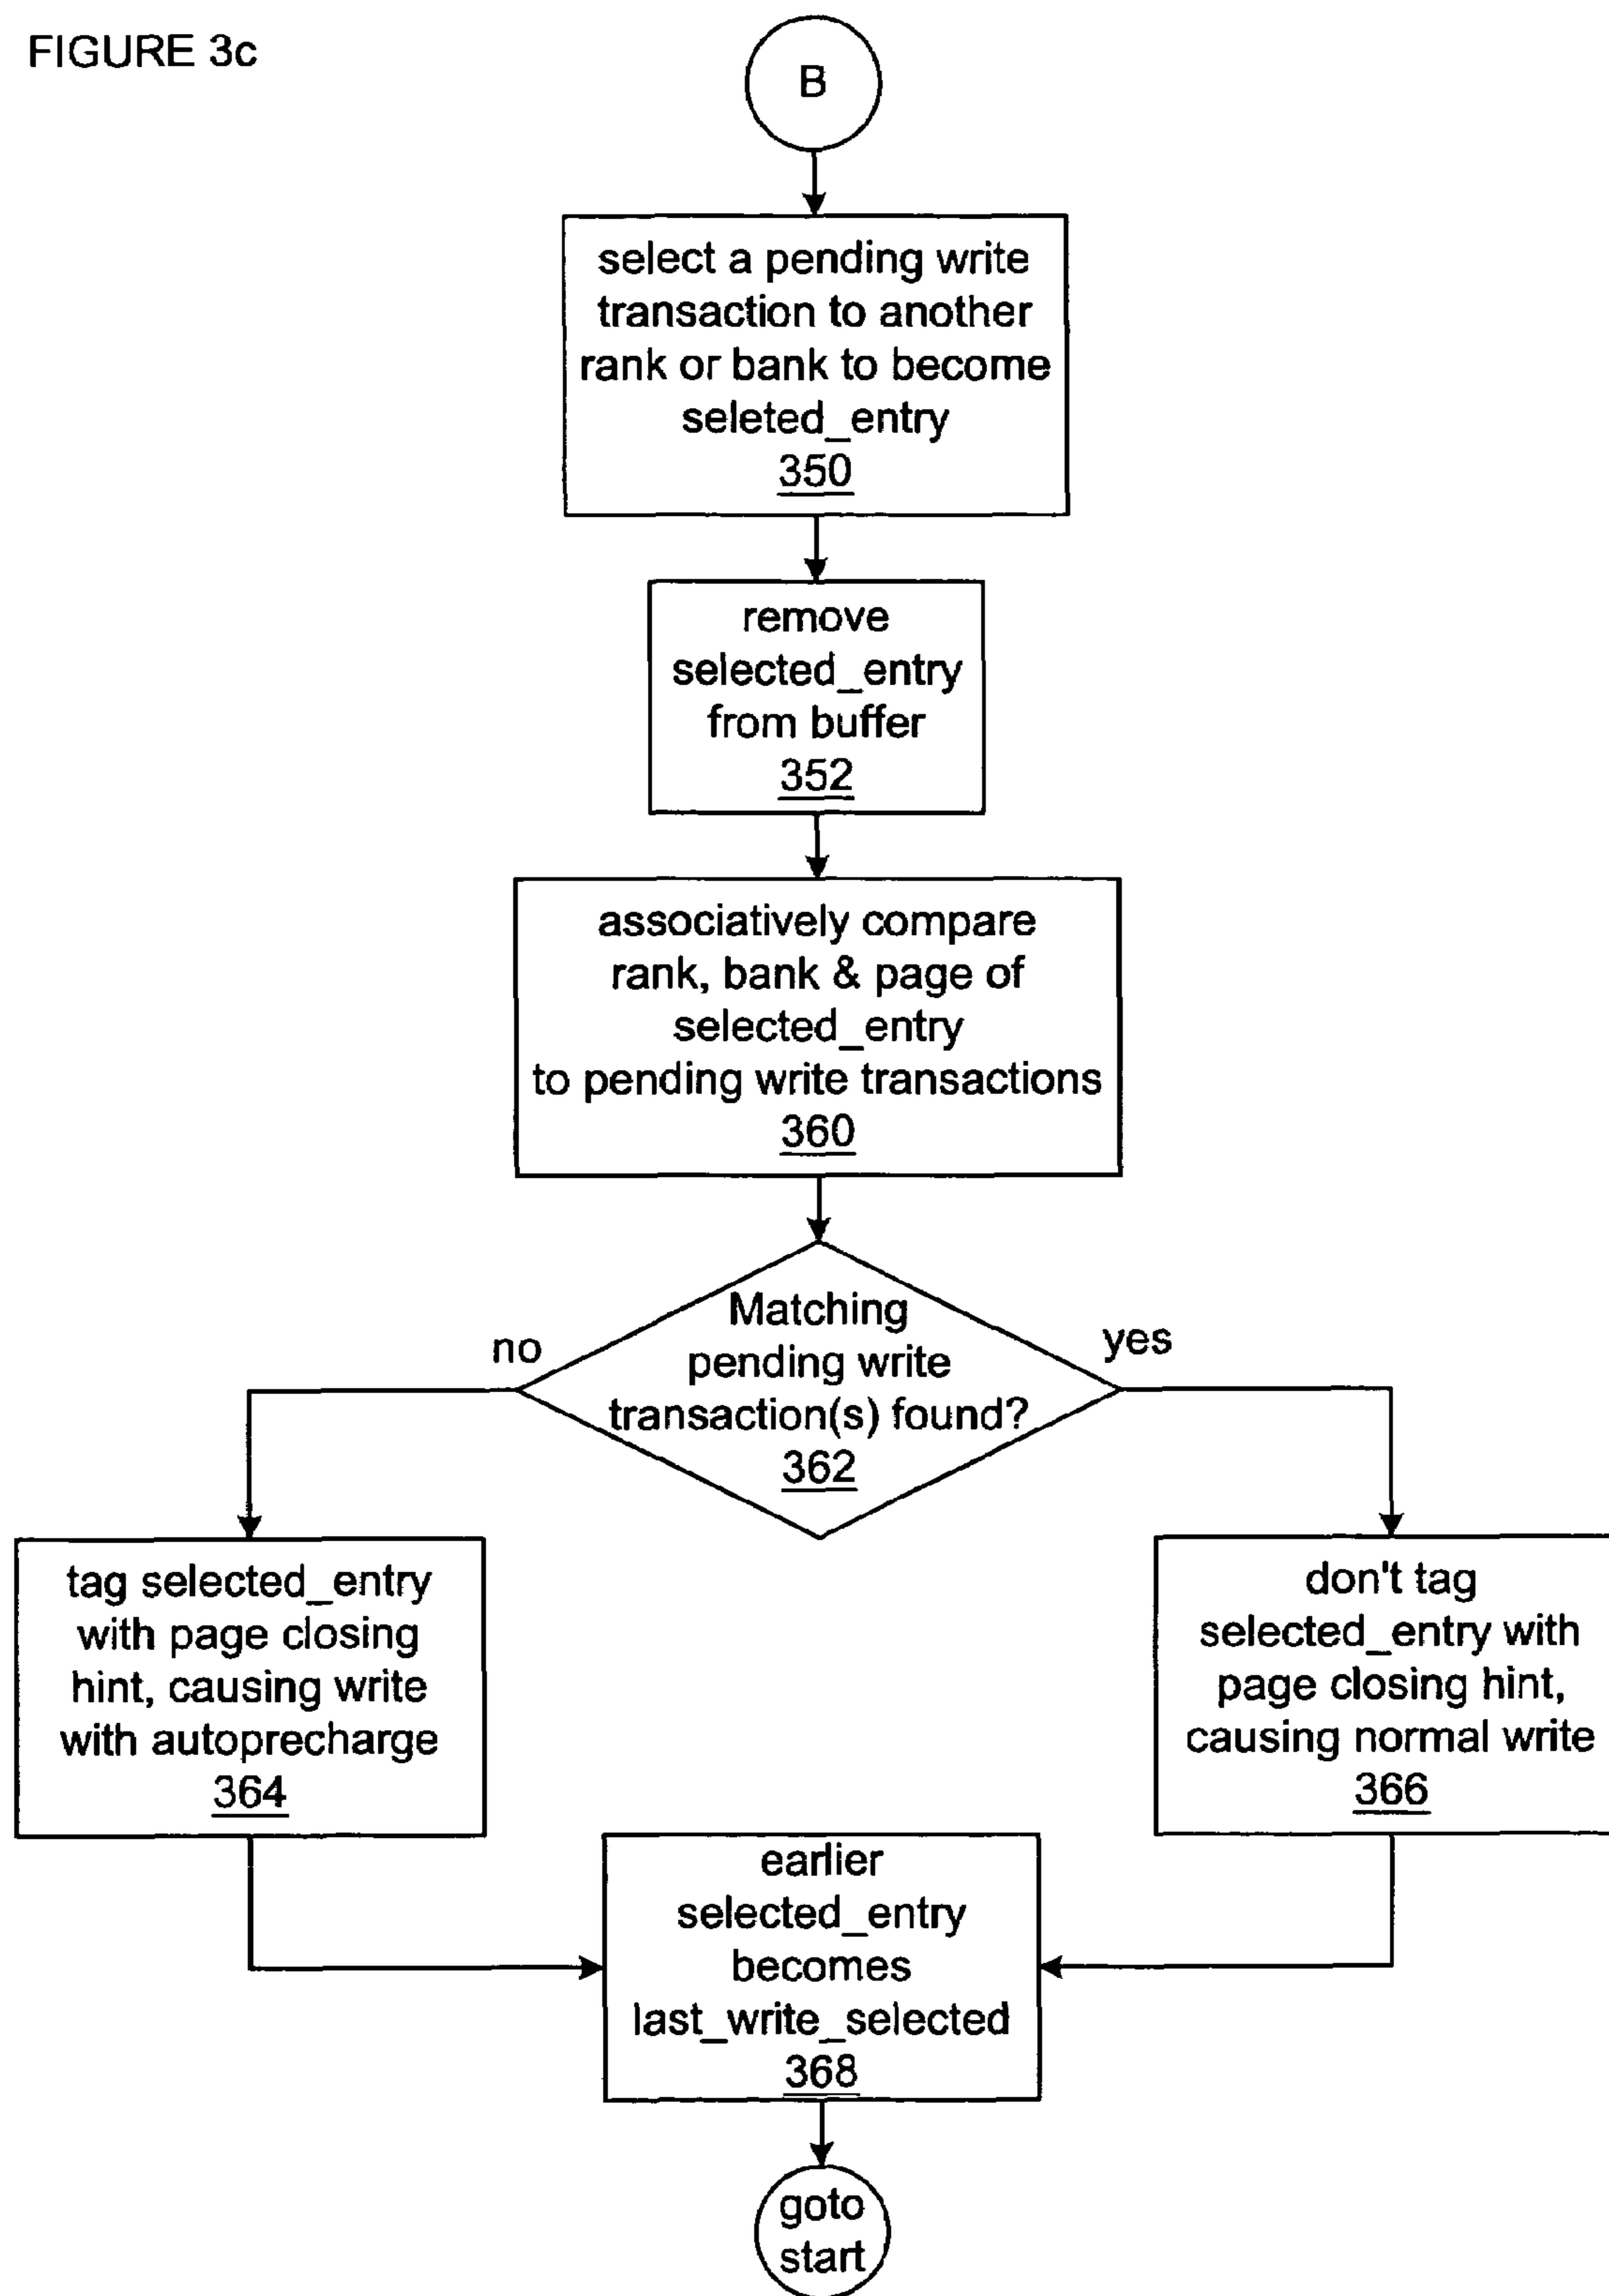 FIGURE 3c
B
select a pending write
transaction to another
rank or bank to become
seleted_entry
350
remove
selected_entry
from buffer
352
associatively compare
rank, bank & page of
selected_entry
to pending write transactions
360
Matching
pending write
transaction(s) found?
362
no
yes
tag selected_entry
with page closing
hint, causing write
with autoprecharge
364
don't tag
selected_entry with
page closing hint,
causing normal write
366
earlier
selected_entry
becomes
last_write_selected
368
goto
start